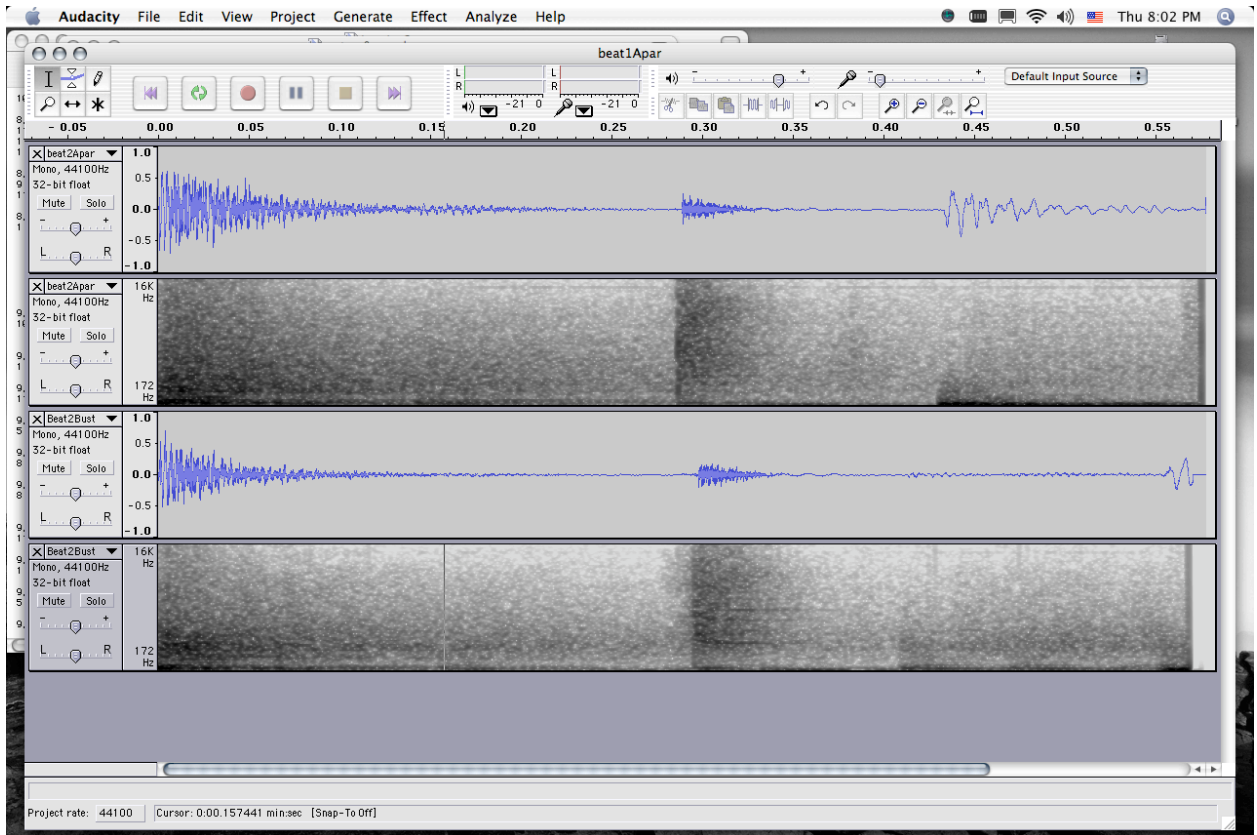 Audacity File Edit View Project Generate Effect Analyze Help Thu 8:02 PM
beat1Apar
L R -21 0 L R -21 0 - + - + Default Input Source
- 0.05 0.00 0.05 0.10 0.15 0.20 0.25 0.30 0.35 0.40 0.45 0.50 0.55
X beat2Apar 1.0
Mono, 44100Hz
32-bit float 0.5
Mute Solo
- + 0.0
-0.5
L R
-1.0
X beat2Apar 16K
Mono, 44100Hz Hz
32-bit float
Mute Solo
- +
L R 172
Hz
X Beat2Bust 1.0
Mono, 44100Hz
32-bit float 0.5
Mute Solo
- + 0.0
-0.5
L R
-1.0
X Beat2Bust 16K
Mono, 44100Hz Hz
32-bit float
Mute Solo
- +
L R 172
Hz
Project rate: 44100 Cursor: 0:00.157441 min:sec [Snap-To Off]